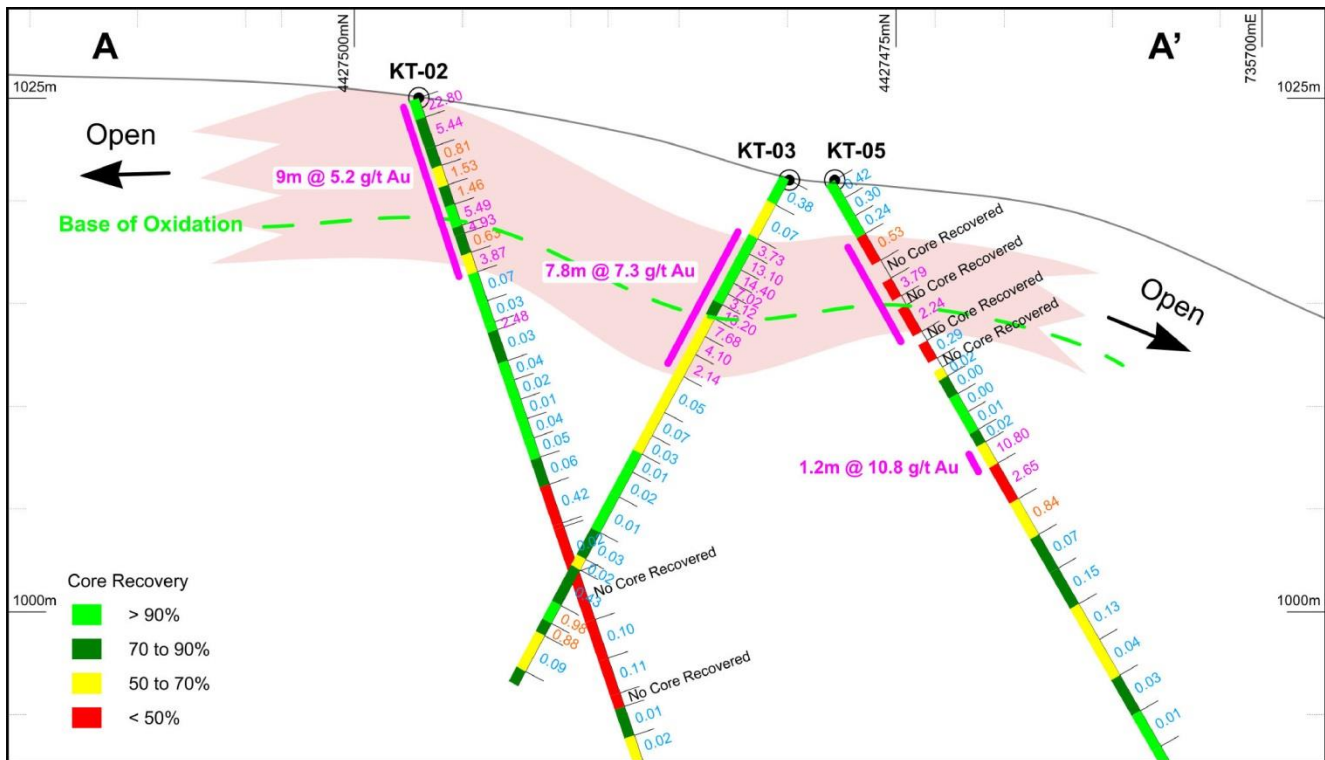 A
A'
4427500mN
4427475mN
735700mE
1025m
1025m
KT-02
KT-03
KT-05
Open
Open
Base of Oxidation
9m @ 5.2 g/t Au
7.8m @ 7.3 g/t Au
1.2m @ 10.8 g/t Au
22.80
5.44
0.81
1.53
1.46
5.49
4.93
0.63
3.87
0.07
0.03
2.48
0.03
0.04
0.02
0.01
0.04
0.05
0.06
0.42
No Core Recovered
0.10
0.11
No Core Recovered
0.01
0.02
0.38
0.07
3.73
13.10
14.40
3.12
13.20
7.68
4.10
2.14
0.05
0.07
0.03
0.01
0.02
0.01
0.03
0.02
0.43
0.98
0.88
0.09
0.42
0.30
0.24
0.53
No Core Recovered
3.79
No Core Recovered
2.24
No Core Recovered
0.29
No Core Recovered
0.02
0.00
0.00
0.01
0.02
10.80
2.65
0.84
0.07
0.15
0.13
0.04
0.03
0.01
1000m
1000m
Core Recovery
> 90%
70 to 90%
50 to 70%
< 50%